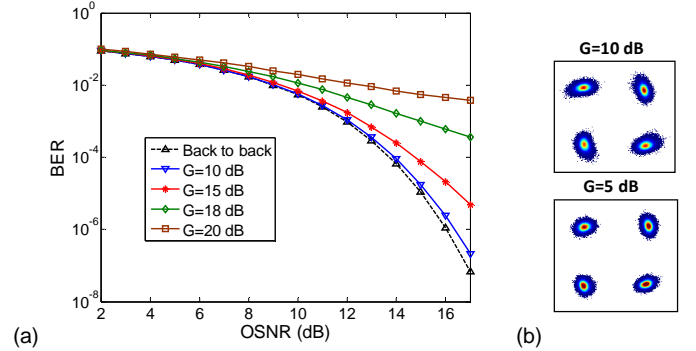 10^0
10^-2
10^-4
10^-6
10^-8
BER
2
4
6
8
10
12
14
16
OSNR (dB)
Back to back
G=10 dB
G=15 dB
G=18 dB
G=20 dB
(a)
G=10 dB
G=5 dB
(b)